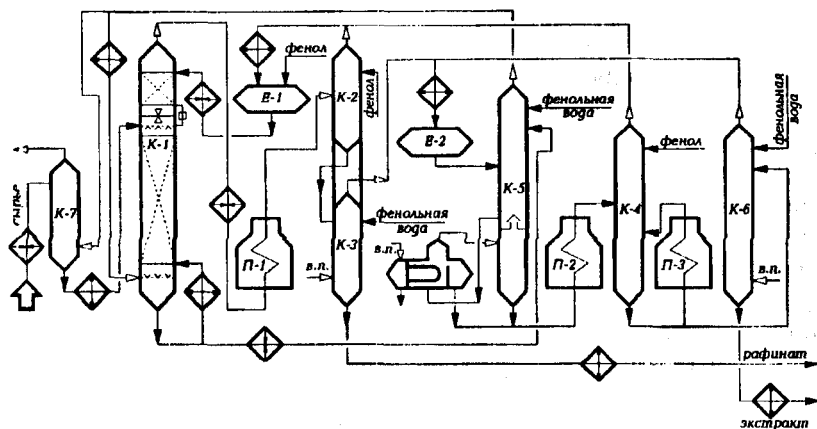 фенол
E-1
К-2
фенол
К-1
фенольная
вода
E-2
К-5
фенольная
вода
фенол
К-4
К-6
К-7
сырье
П-1
фенольная
вода
в.п.
К-3
в.п.
П-2
П-3
в.п.
рафинат
экстракт